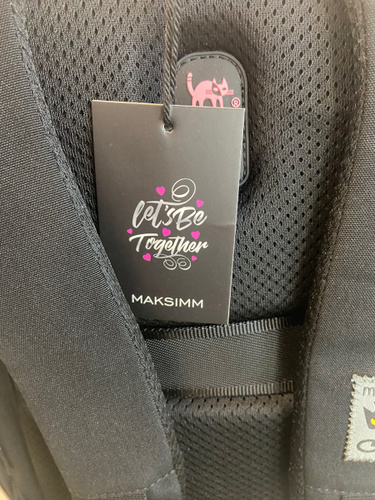 ®
let's Be
Together
MAKSIMM
m